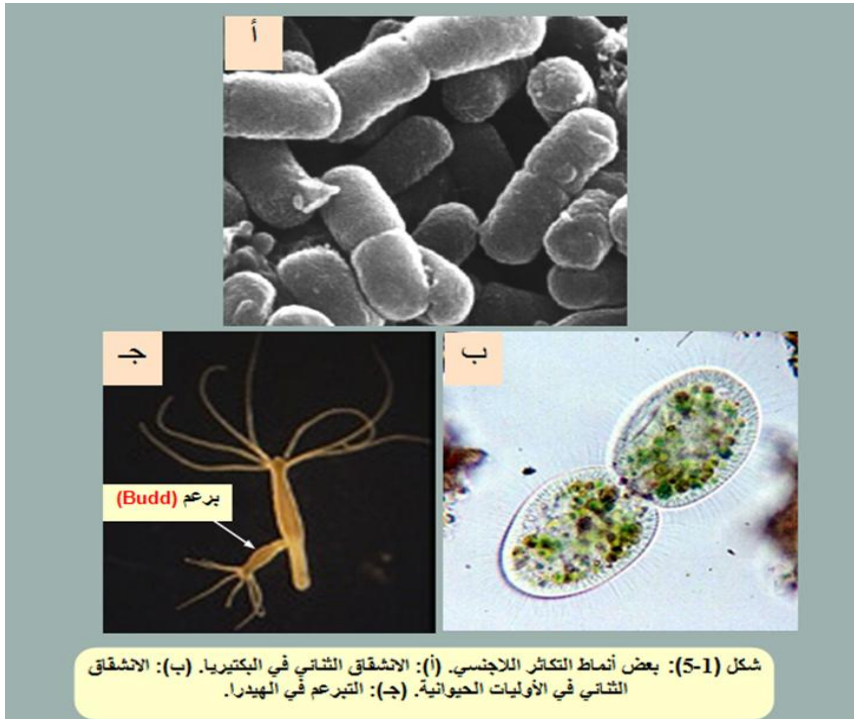 أ
جـ
ب
برعم (Budd)
شكل (1-5): بعض أنماط التكاثر اللاجنسي. (أ): الانشقاق الثنائي في البكتيريا. (ب): الانشقاق
الثنائي في الأوليات الحيوانية. (جـ): التبرعم في الهيدرا.